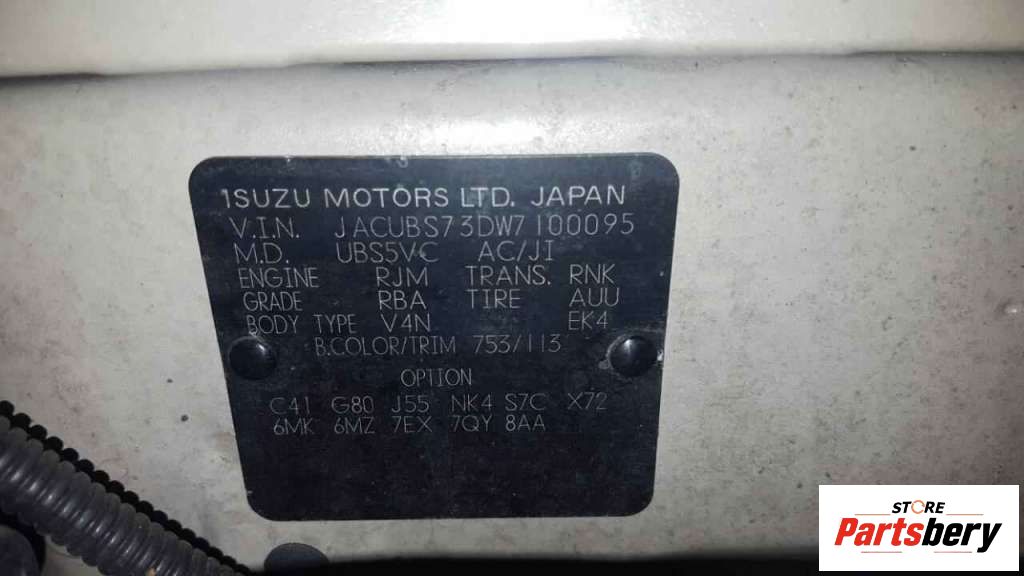 ISUZU MOTORS LTD. JAPAN
V.I.N. JACUBS73DW7100095
M.D. UBS5VC AC/JI
ENGINE RJM TRANS. RNK
GRADE RBA TIRE AUU
BODY TYPE V4N EK4
B.COLOR/TRIM 753/113
OPTION
C41 G80 J55 NK4 S7C X72
6MK 6MZ 7EX 7QY 8AA
STORE
Partsbery